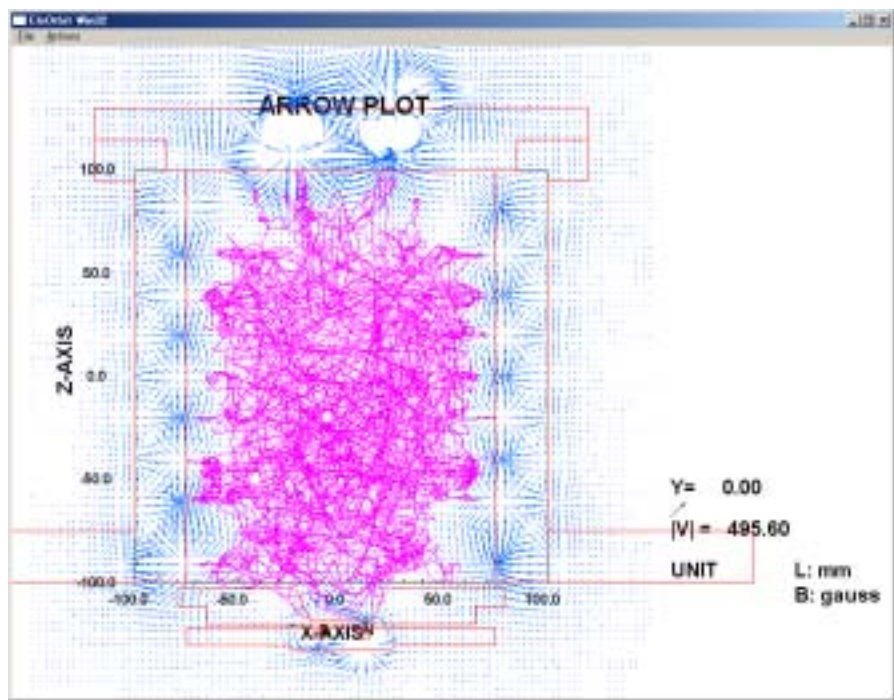 File
ARROW PLOT
100.0
50.0
Z-AXIS
0.0
-50.0
-100.0
-100.0 -50.0 0.0 50.0 100.0
X-AXIS
Y= 0.00
|V| = 495.60
UNIT L: mm
B: gauss